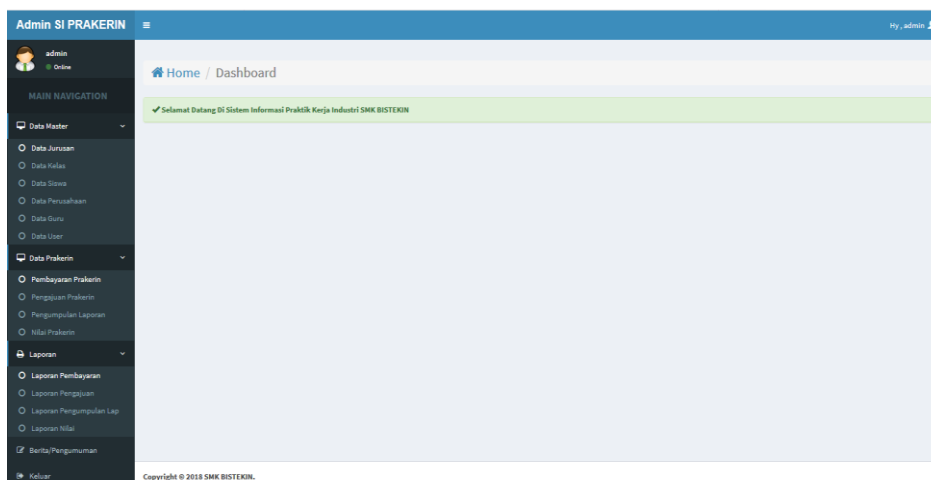 Admin SI PRAKERIN
Hy , admin
admin
Online
MAIN NAVIGATION
Data Master
Data Jurusan
Data Kelas
Data Siswa
Data Perusahaan
Data Guru
Data User
Data Prakerin
Pembayaran Prakerin
Pengajuan Prakerin
Pengumpulan Laporan
Nilai Prakerin
Laporan
Laporan Pembayaran
Laporan Pengajuan
Laporan Pengumpulan Lap
Laporan Nilai
Berita/Pengumuman
Keluar
Home / Dashboard
Selamat Datang Di Sistem Informasi Praktik Kerja Industri SMK BISTEKIN
Copyright © 2018 SMK BISTEKIN.